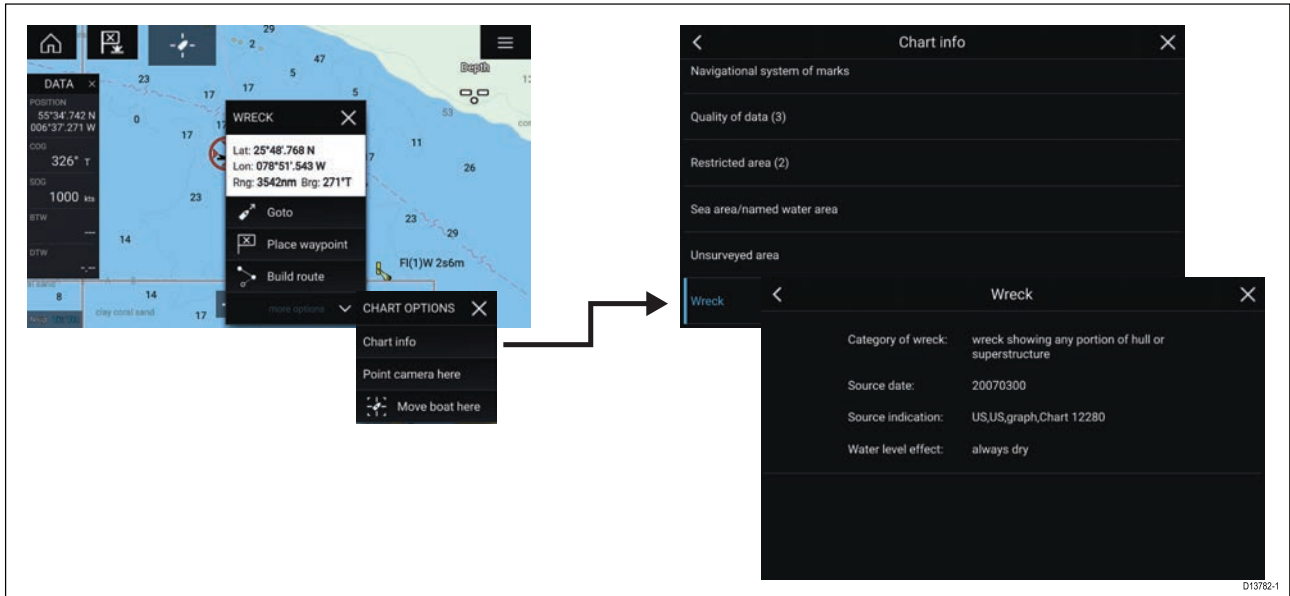 29
2
47
Depth
12
DATA ×
23
5
POSITION
17
17
5
55°34'.742 N
006°37'.271 W
0
17
WRECK
53
COG
17
Lat: 25°48'.768 N
11
326° T
Lon: 078°51'.543 W
7
26
Rng: 3542nm Brg: 271°T
SOG
1000 kts
23
Goto
BTW
---
14
Place waypoint
23
29
DTW
-.--
Build route
Fl(1)W 2s6m
8
14
more options
clay coral sand
17
CHART OPTIONS
Chart info
Point camera here
Move boat here
Chart info
Navigational system of marks
Quality of data (3)
Restricted area (2)
Sea area/named water area
Unsurveyed area
Wreck
Wreck
Category of wreck: wreck showing any portion of hull or
superstructure
Source date: 20070300
Source indication: US,US,graph,Chart 12280
Water level effect: always dry
D13782-1